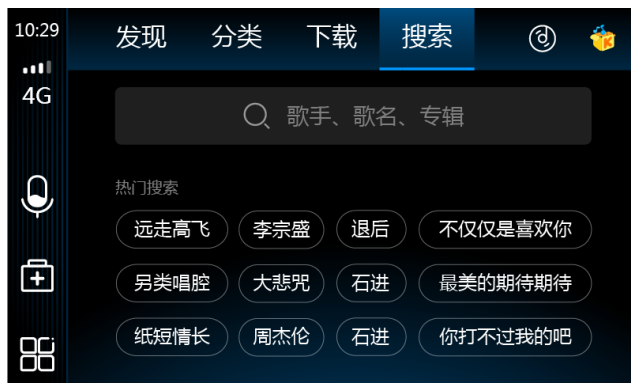 10:29
发现 分类 下载 搜索
4G
歌手、歌名、专辑
热门搜索
远走高飞 李宗盛 退后 不仅仅是喜欢你
另类唱腔 大悲咒 石进 最美的期待期待
纸短情长 周杰伦 石进 你打不过我的吧